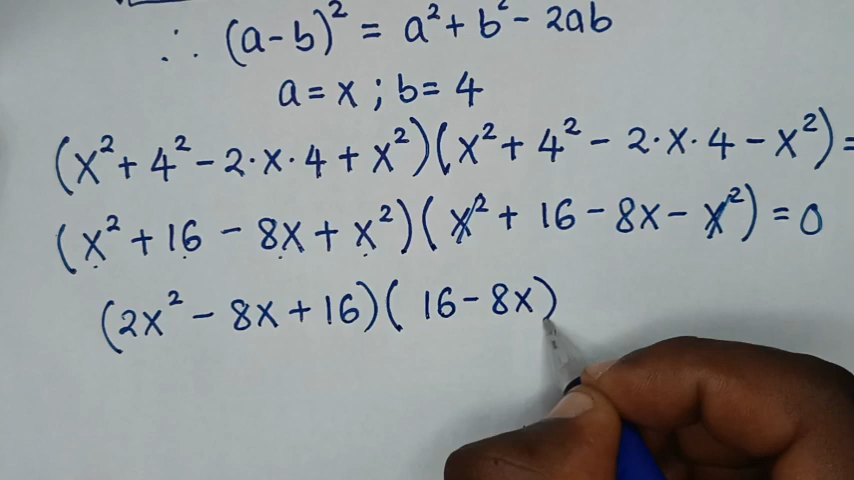 ∴ (a-b)² = a² + b² - 2ab
a = x ; b = 4
(x² + 4² - 2·x·4 + x²)(x² + 4² - 2·x·4 - x²) =
(x² + 16 - 8x + x²)(x² + 16 - 8x - x²) = 0
(2x² - 8x + 16)(16 - 8x)